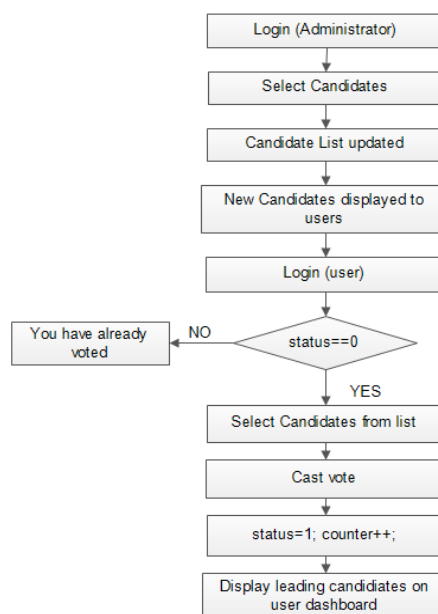 Login (Administrator)
Select Candidates
Candidate List updated
New Candidates displayed to
users
Login (user)
You have already
voted
NO
status==0
YES
Select Candidates from list
Cast vote
status=1; counter++;
Display leading candidiates on
user dashboard